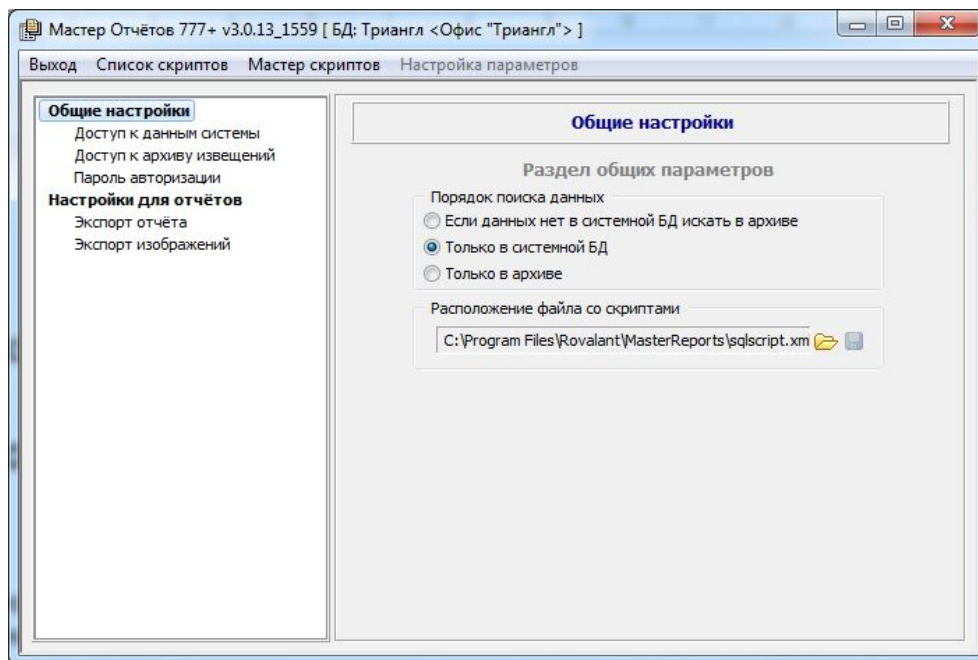 Мастер Отчётов 777+ v3.0.13_1559 [ БД: Триангл <Офис "Триангл"> ]
Выход Список скриптов Мастер скриптов Настройка параметров
Общие настройки
Доступ к данным системы
Доступ к архиву извещений
Пароль авторизации
Настройки для отчётов
Экспорт отчёта
Экспорт изображений
Общие настройки
Раздел общих параметров
Порядок поиска данных
Если данных нет в системной БД искать в архиве
Только в системной БД
Только в архиве
Расположение файла со скриптами
C:\Program Files\Rovalant\MasterReports\sqlscript.xm